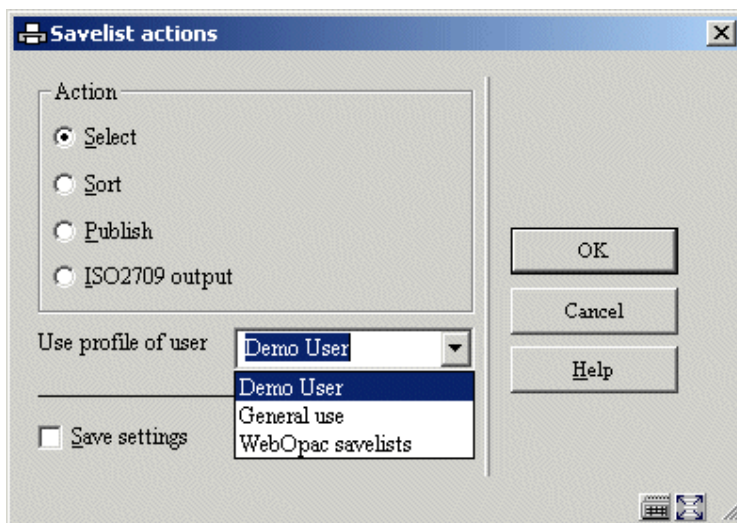 Savelist actions
Action
Select
Sort
Publish
ISO2709 output
Use profile of user
Demo User
Demo User
General use
WebOpac savelists
Save settings
OK
Cancel
Help